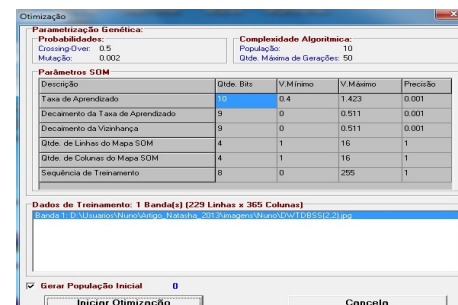 Otimização
Parametrização Genética:
Probabilidades:
Crossing-Over: 0.5
Mutação: 0.002
Complexidade Algorítmica:
População: 10
Qtde. Máxima de Gerações: 50
Parâmetros SOM
Descrição Qtde. Bits V.Mínimo V.Máximo Precisão
Taxa de Aprendizado 10 0.4 1.423 0.001
Decaimento da Taxa de Aprendizado 9 0 0.511 0.001
Decaimento da Vizinhança 9 0 0.511 0.001
Qtde. de Linhas do Mapa SOM 4 1 16 1
Qtde. de Colunas do Mapa SOM 4 1 16 1
Sequência de Treinamento 8 0 255 1
Dados de Treinamento: 1 Banda(s) (229 Linhas x 365 Colunas)
Banda 1: D:\Usuarios\Nuno\Artigo_Natasha_2013\imagens\Nuno\DWTDBSS(2,2).jpg
Gerar População Inicial 0
Iniciar Otimização Cancela